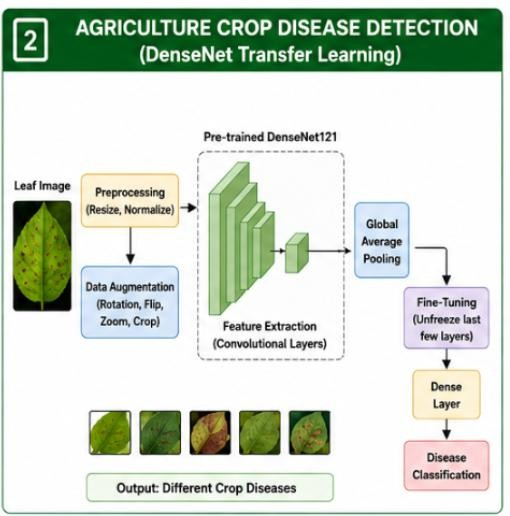 2
AGRICULTURE CROP DISEASE DETECTION
(DenseNet Transfer Learning)
Pre-trained DenseNet121
Leaf Image
Preprocessing
(Resize, Normalize)
Data Augmentation
(Rotation, Flip,
Zoom, Crop)
Feature Extraction
(Convolutional Layers)
Global
Average
Pooling
Fine-Tuning
(Unfreeze last
few layers)
Dense
Layer
Disease
Classification
Output: Different Crop Diseases